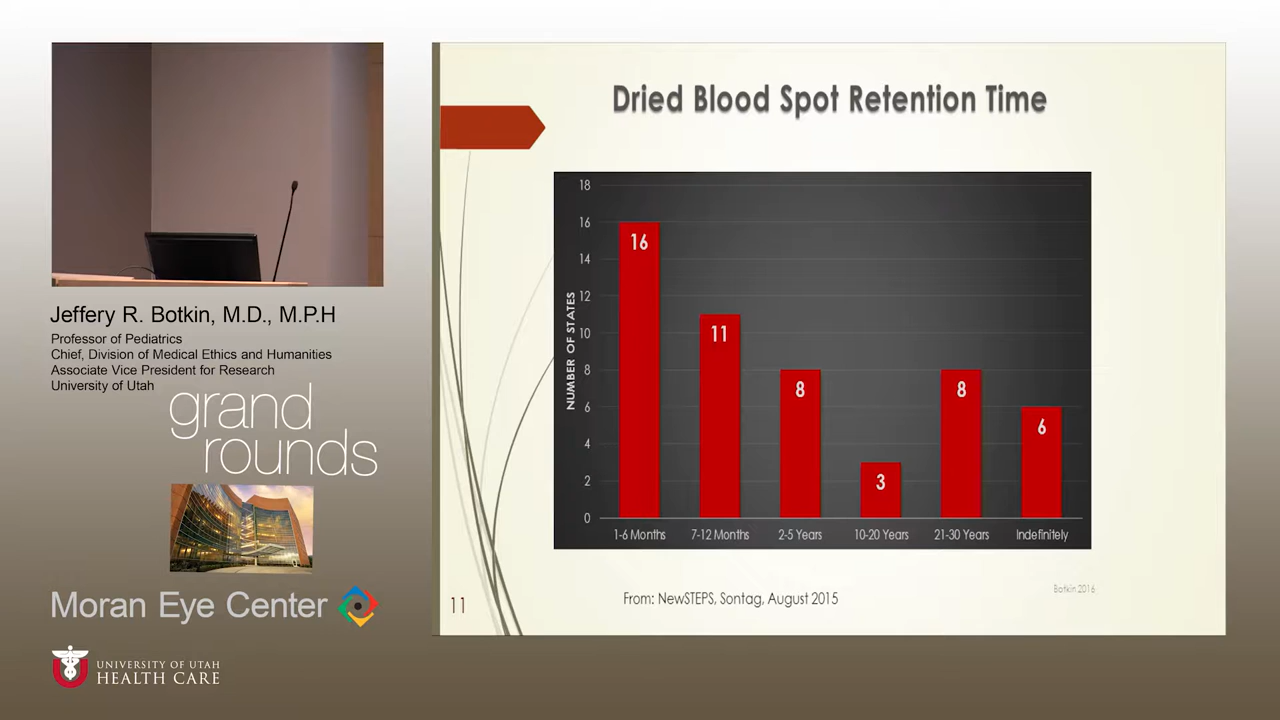 Dried Blood Spot Retention Time
18
16
14
12
10
8
6
4
2
0
NUMBER OF STATES
16
11
8
3
8
6
1-6 Months
7-12 Months
2-5 Years
10-20 Years
21-30 Years
Indefinitely
From: NewSTEPS, Sontag, August 2015
Botkin 2016
11
Jeffery R. Botkin, M.D., M.P.H
Professor of Pediatrics
Chief, Division of Medical Ethics and Humanities
Associate Vice President for Research
University of Utah
grand
rounds
Moran Eye Center
UNIVERSITY OF UTAH
HEALTH CARE